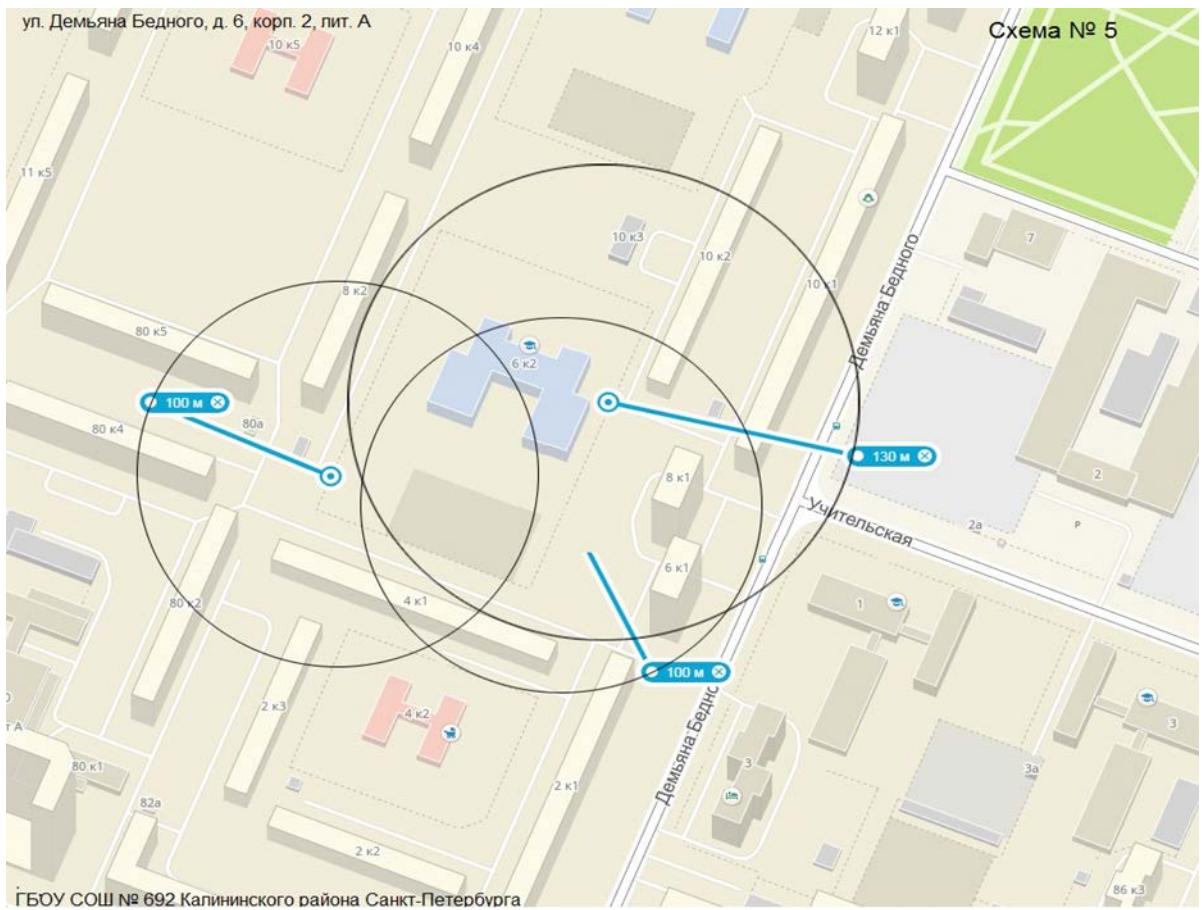 ул. Демьяна Бедного, д. 6, корп. 2, лит. А
Схема № 5
10 к5
10 к4
12 к1
11 к5
10 к3
10 к2
10 к1
7
Демьяна Бедного
8 к2
80 к5
6 к2
100 м
80а
80 к4
130 м
8 к1
2
Учительская
2а
P
6 к1
80 к2
4 к1
1
100 м
2 к3
4 к2
Демьяна Бедно
3
3
т А
80 к1
82а
2 к1
3а
2 к2
86 к3
ГБОУ СОШ № 692 Калининского района Санкт-Петербурга